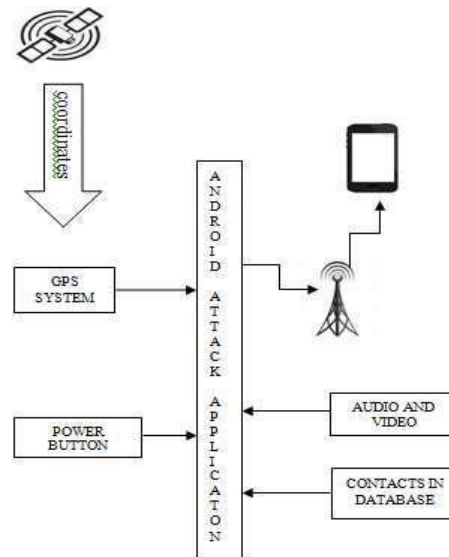 coordinates
GPS
SYSTEM
POWER
BUTTON
ANDROID ATTACK APPLICATON
AUDIO AND
VIDEO
CONTACTS IN
DATABASE